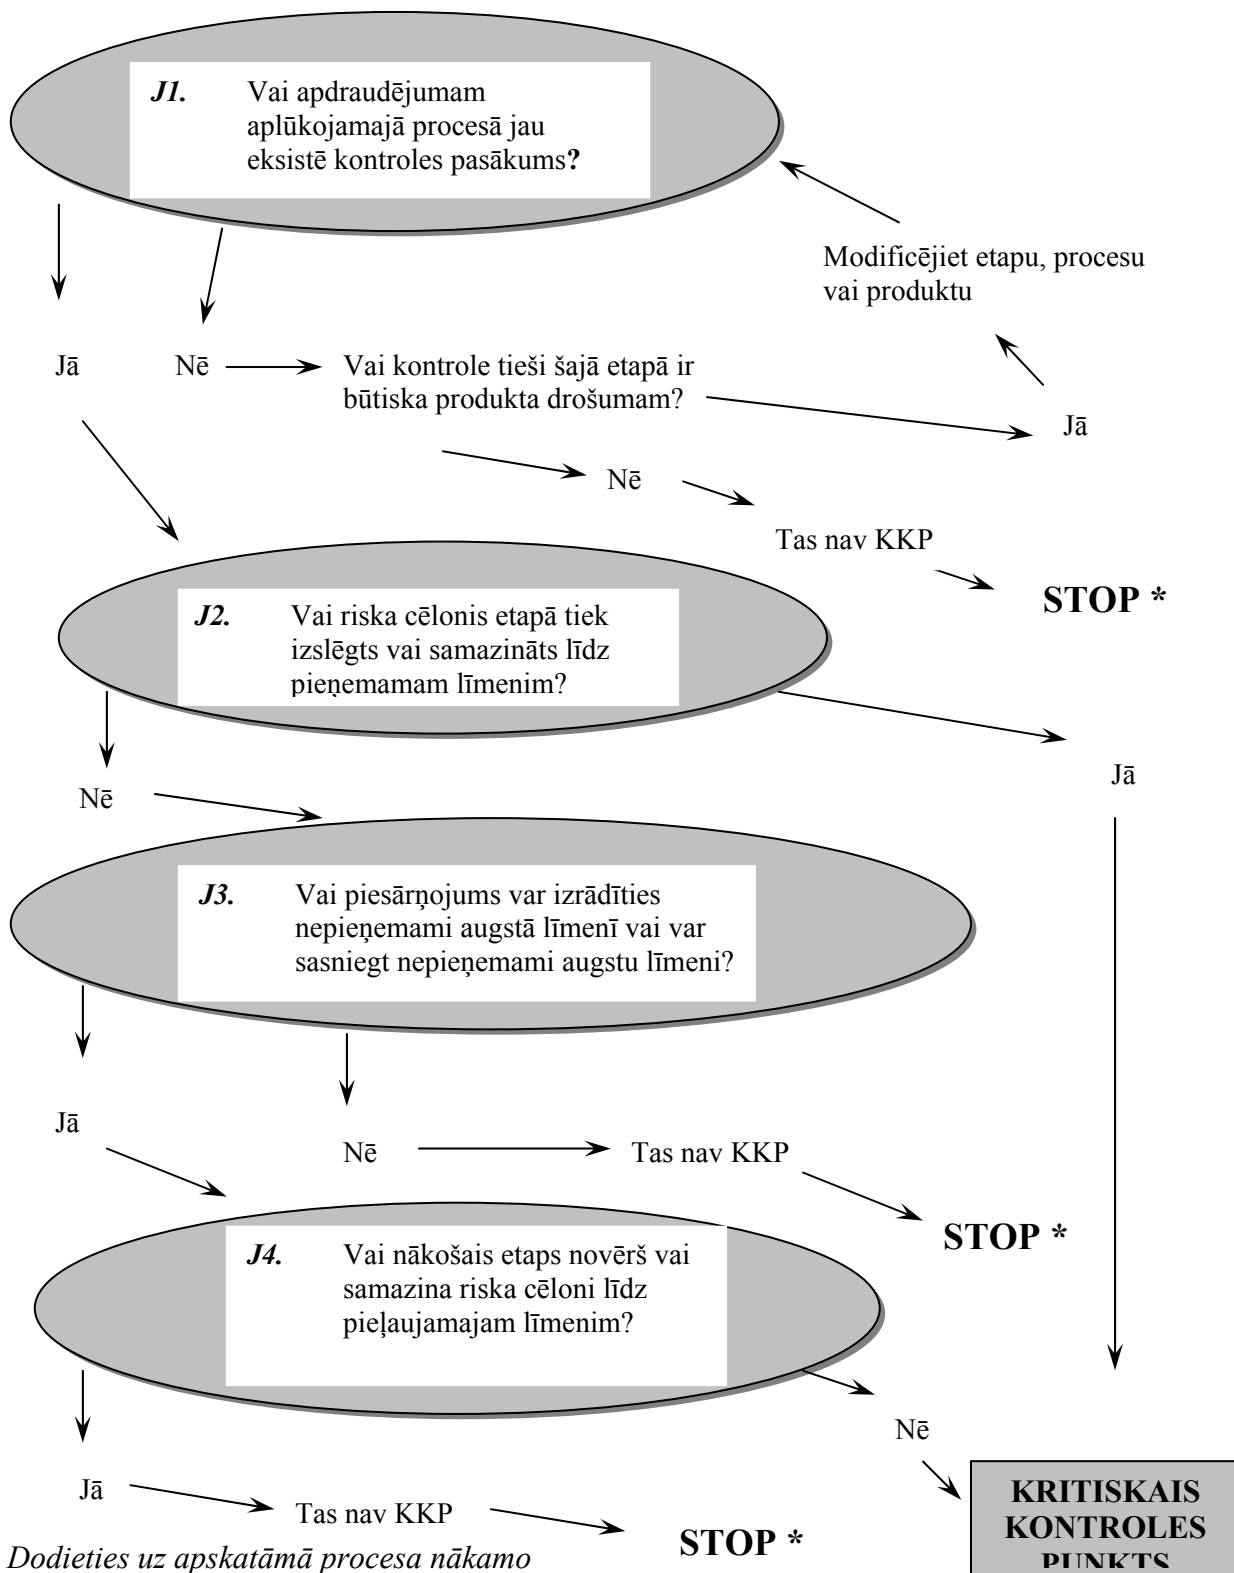 J1. Vai apdraudējumam
aplūkojamajā procesā jau
eksistē kontroles pasākums?
Modificējiet etapu, procesu
vai produktu
Jā
Nē
Vai kontrole tieši šajā etapā ir
būtiska produkta drošumam?
Jā
Nē
Tas nav KKP
STOP *
J2. Vai riska cēlonis etapā tiek
izslēgts vai samazināts līdz
pieņemamam līmenim?
Jā
Nē
J3. Vai piesārņojums var izrādīties
nepieņemami augstā līmenī vai var
sasniegt nepieņemami augstu līmeni?
Jā
Nē
Tas nav KKP
STOP *
J4. Vai nākošais etaps novērš vai
samazina riska cēloni līdz
pieļaujamajam līmenim?
Nē
Jā
Tas nav KKP
STOP *
KRITISKAIS
KONTROLES
PUNKTS
Dodieties uz apskatāmā procesa nākamo